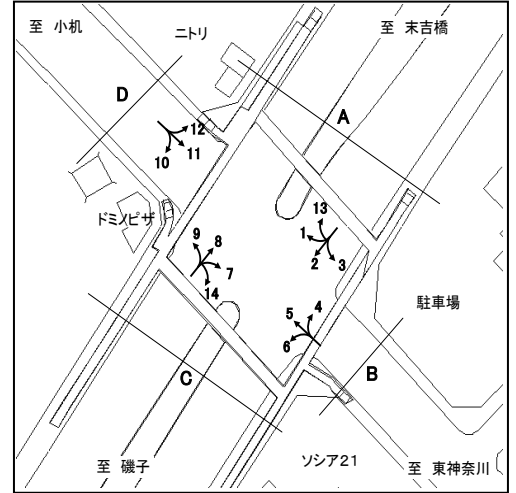 至 小机
ニトリ
至 末吉橋
D
A
12
11
10
13
1
2
3
ドミノピザ
9
8
7
14
5
4
6
駐車場
B
C
至 磯子
ソシア21
至 東神奈川